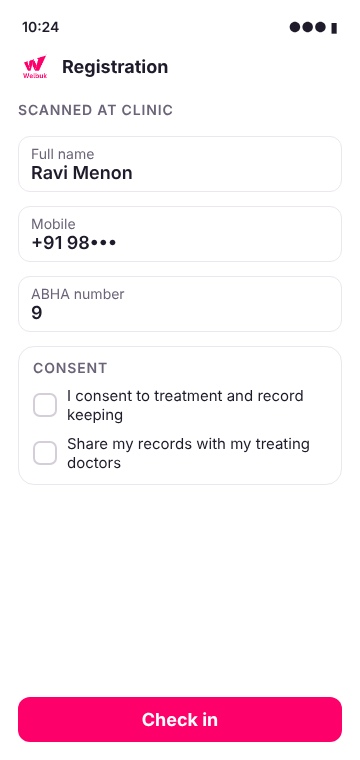 10:24
Welbuk
Registration
SCANNED AT CLINIC
Full name
Ravi Menon
Mobile
+91 98•••
ABHA number
9
CONSENT
I consent to treatment and record
keeping
Share my records with my treating
doctors
Check in